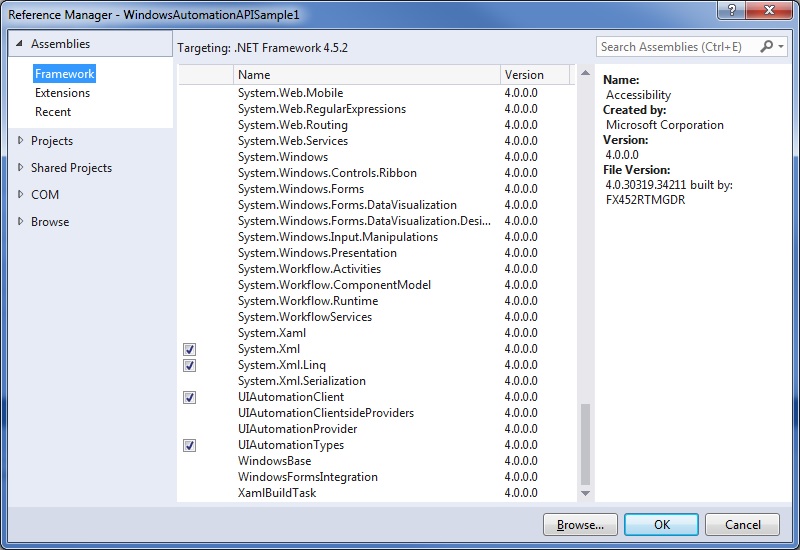 Reference Manager - WindowsAutomationAPISample1
?
Assemblies
Framework
Extensions
Recent
Projects
Shared Projects
COM
Browse
Targeting: .NET Framework 4.5.2
Search Assemblies (Ctrl+E)
Name Version
System.Web.Mobile 4.0.0.0
System.Web.RegularExpressions 4.0.0.0
System.Web.Routing 4.0.0.0
System.Web.Services 4.0.0.0
System.Windows 4.0.0.0
System.Windows.Controls.Ribbon 4.0.0.0
System.Windows.Forms 4.0.0.0
System.Windows.Forms.DataVisualization 4.0.0.0
System.Windows.Forms.DataVisualization.Desi... 4.0.0.0
System.Windows.Input.Manipulations 4.0.0.0
System.Windows.Presentation 4.0.0.0
System.Workflow.Activities 4.0.0.0
System.Workflow.ComponentModel 4.0.0.0
System.Workflow.Runtime 4.0.0.0
System.WorkflowServices 4.0.0.0
System.Xaml 4.0.0.0
System.Xml 4.0.0.0
System.Xml.Linq 4.0.0.0
System.Xml.Serialization 4.0.0.0
UIAutomationClient 4.0.0.0
UIAutomationClientsideProviders 4.0.0.0
UIAutomationProvider 4.0.0.0
UIAutomationTypes 4.0.0.0
WindowsBase 4.0.0.0
WindowsFormsIntegration 4.0.0.0
XamlBuildTask 4.0.0.0
Name:
Accessibility
Created by:
Microsoft Corporation
Version:
4.0.0.0
File Version:
4.0.30319.34211 built by:
FX452RTMGDR
Browse... OK Cancel